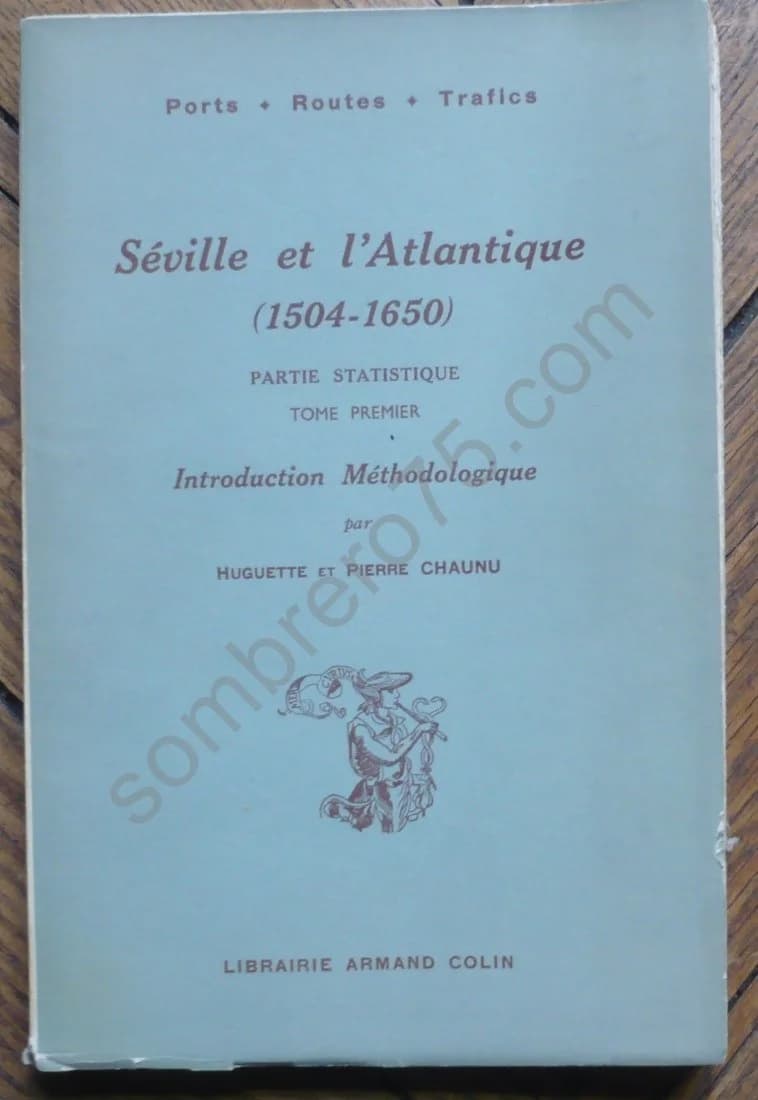 Ports ✦ Routes ✦ Trafics
Séville et l'Atlantique
(1504-1650)
PARTIE STATISTIQUE
TOME PREMIER
Introduction Méthodologique
par
HUGUETTE ET PIERRE CHAUNU
LIBRAIRIE ARMAND COLIN
sombrero75.com